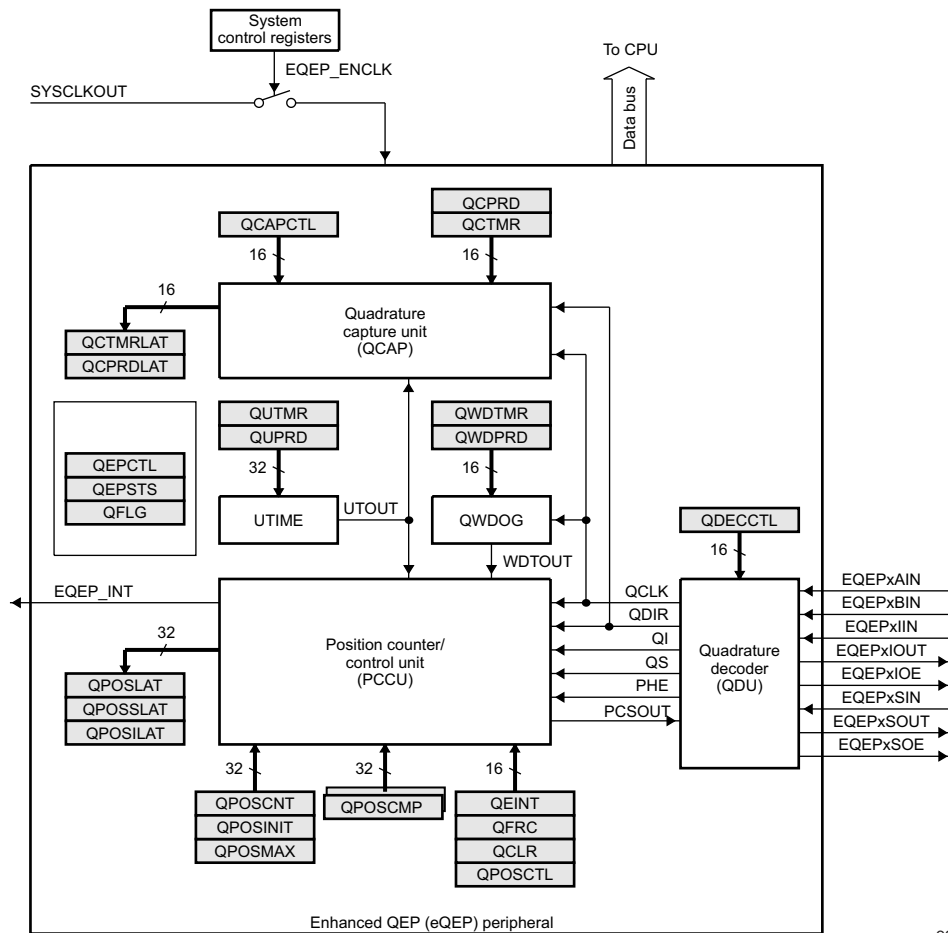 System
control registers
To CPU
EQEP_ENCLK
SYSCLKOUT
Data bus
QCPRD
QCAPCTL
QCTMR
16
16
16
Quadrature
capture unit
(QCAP)
QCTMRLAT
QCPRDLAT
QUTMR
QWDTMR
QUPRD
QWDPRD
QEPCTL
32
16
QEPSTS
UTOUT
QFLG
UTIME
QWDOG
QDECCTL
WDTOUT
16
EQEP_INT
QCLK
EQEPxAIN
QDIR
EQEPxBIN
32
Position counter/
control unit
(PCCU)
QI
EQEPxIIN
Quadrature
decoder
(QDU)
QS
EQEPxIOUT
QPOSLAT
PHE
EQEPxIOE
QPOSSLAT
PCSOUT
EQEPxSIN
QPOSILAT
EQEPxSOUT
EQEPxSOE
32
32
16
QPOSCNT
QPOSCMP
QEINT
QPOSINIT
QFRC
QPOSMAX
QCLR
QPOSCTL
Enhanced QEP (eQEP) peripheral